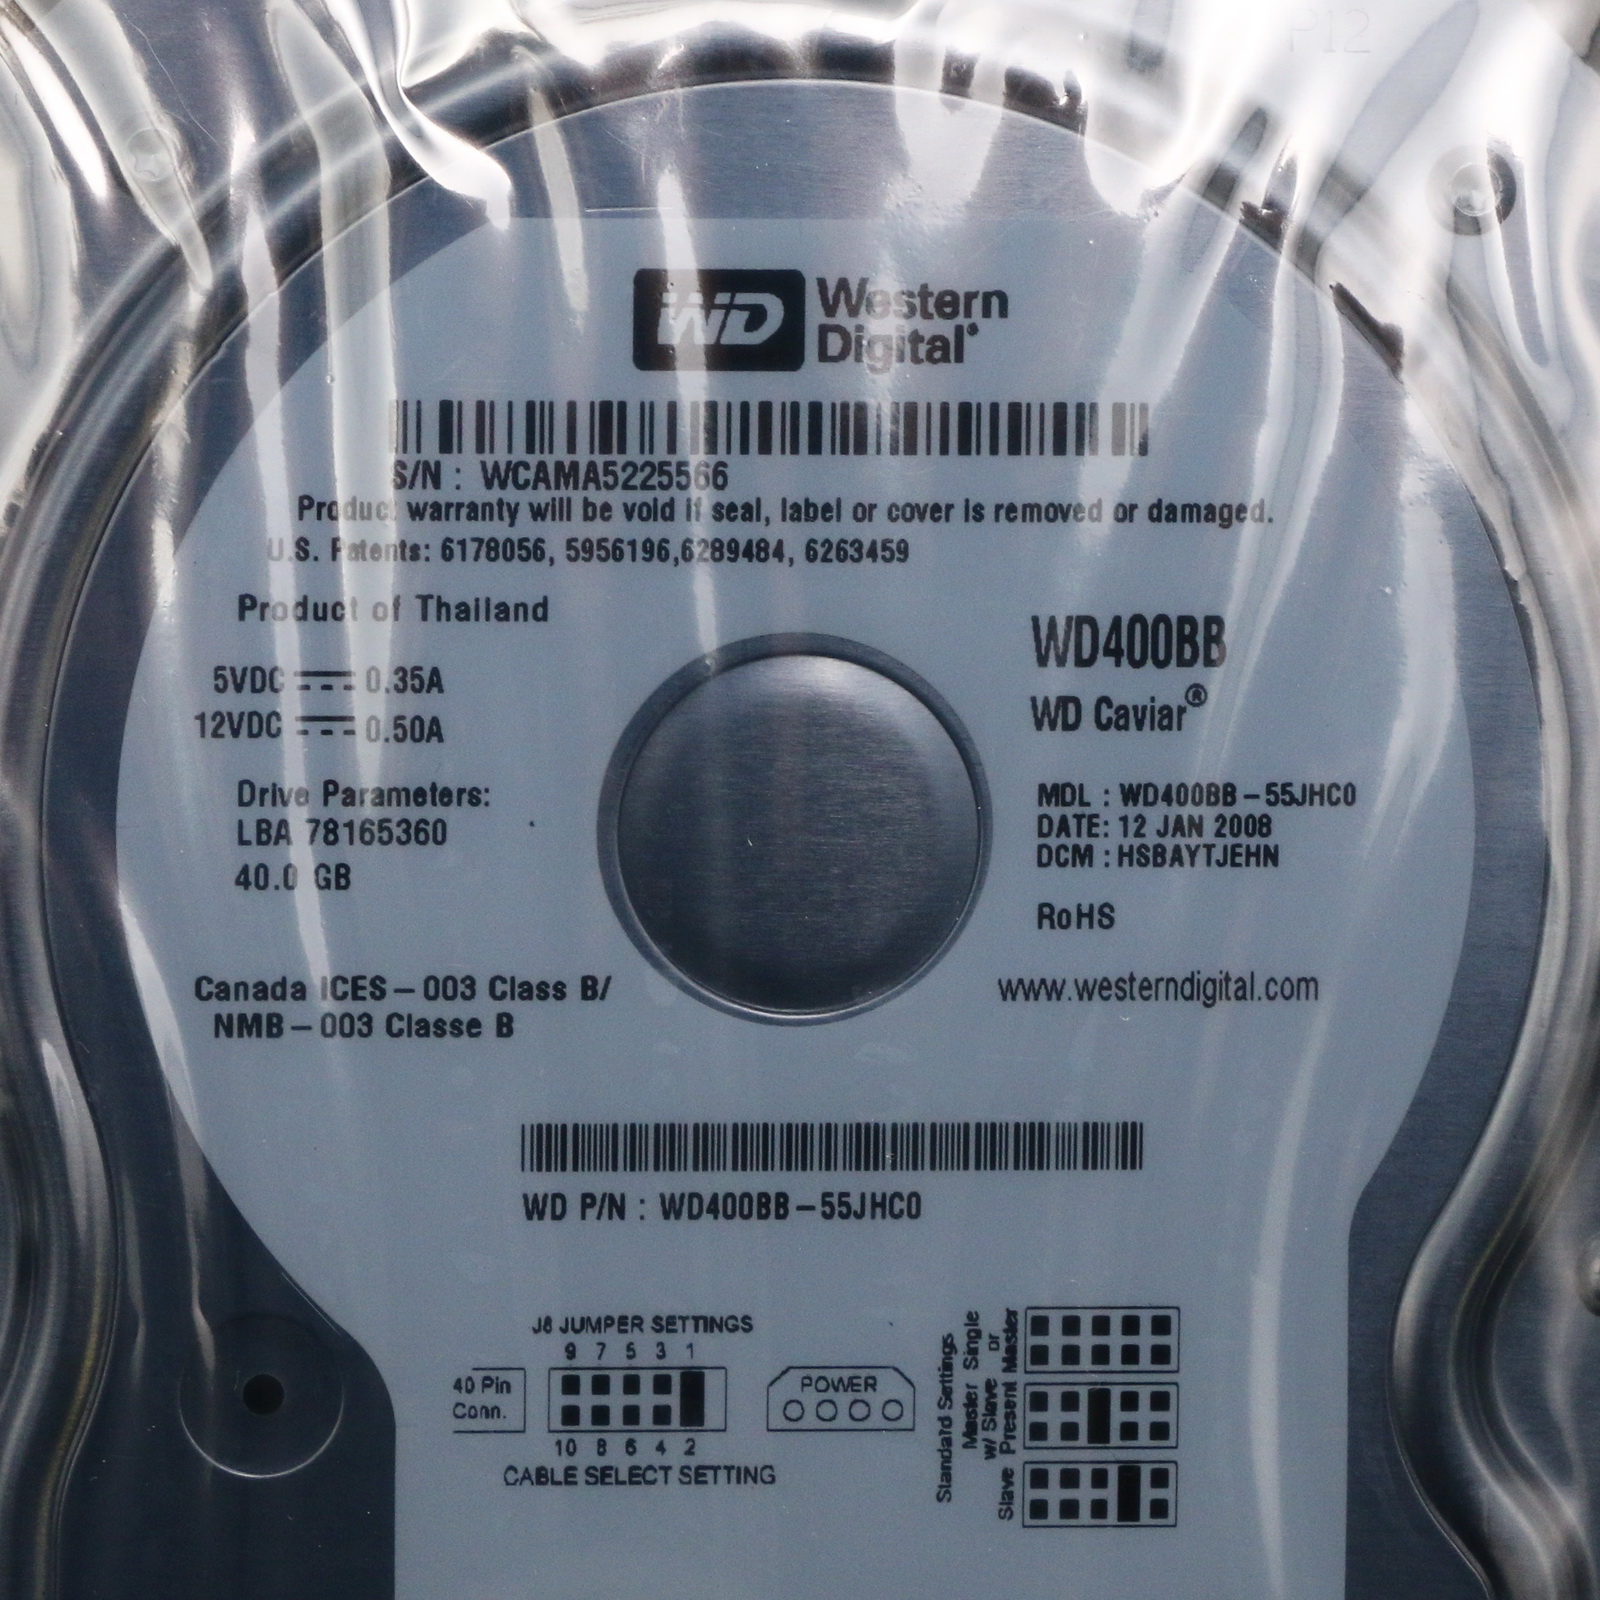 P12
WD Western
Digital®
S/N : WCAMA5225566
Product warranty will be void if seal, label or cover is removed or damaged.
U.S. Patents: 6178056, 5956196,6289484, 6263459
Product of Thailand
5VDC 0.35A
12VDC 0.50A
Drive Parameters:
LBA 78165360
40.0 GB
WD400BB
WD Caviar®
MDL : WD400BB-55JHC0
DATE: 12 JAN 2008
DCM : HSBAYTJEHN
RoHS
Canada ICES-003 Class B/
NMB-003 Classe B
www.westerndigital.com
WD P/N : WD400BB-55JHC0
J8 JUMPER SETTINGS
9 7 5 3 1
40 Pin
Conn.
10 8 6 4 2
CABLE SELECT SETTING
POWER
Standard Settings
Master Single
w/ Slave or
Slave Present Master